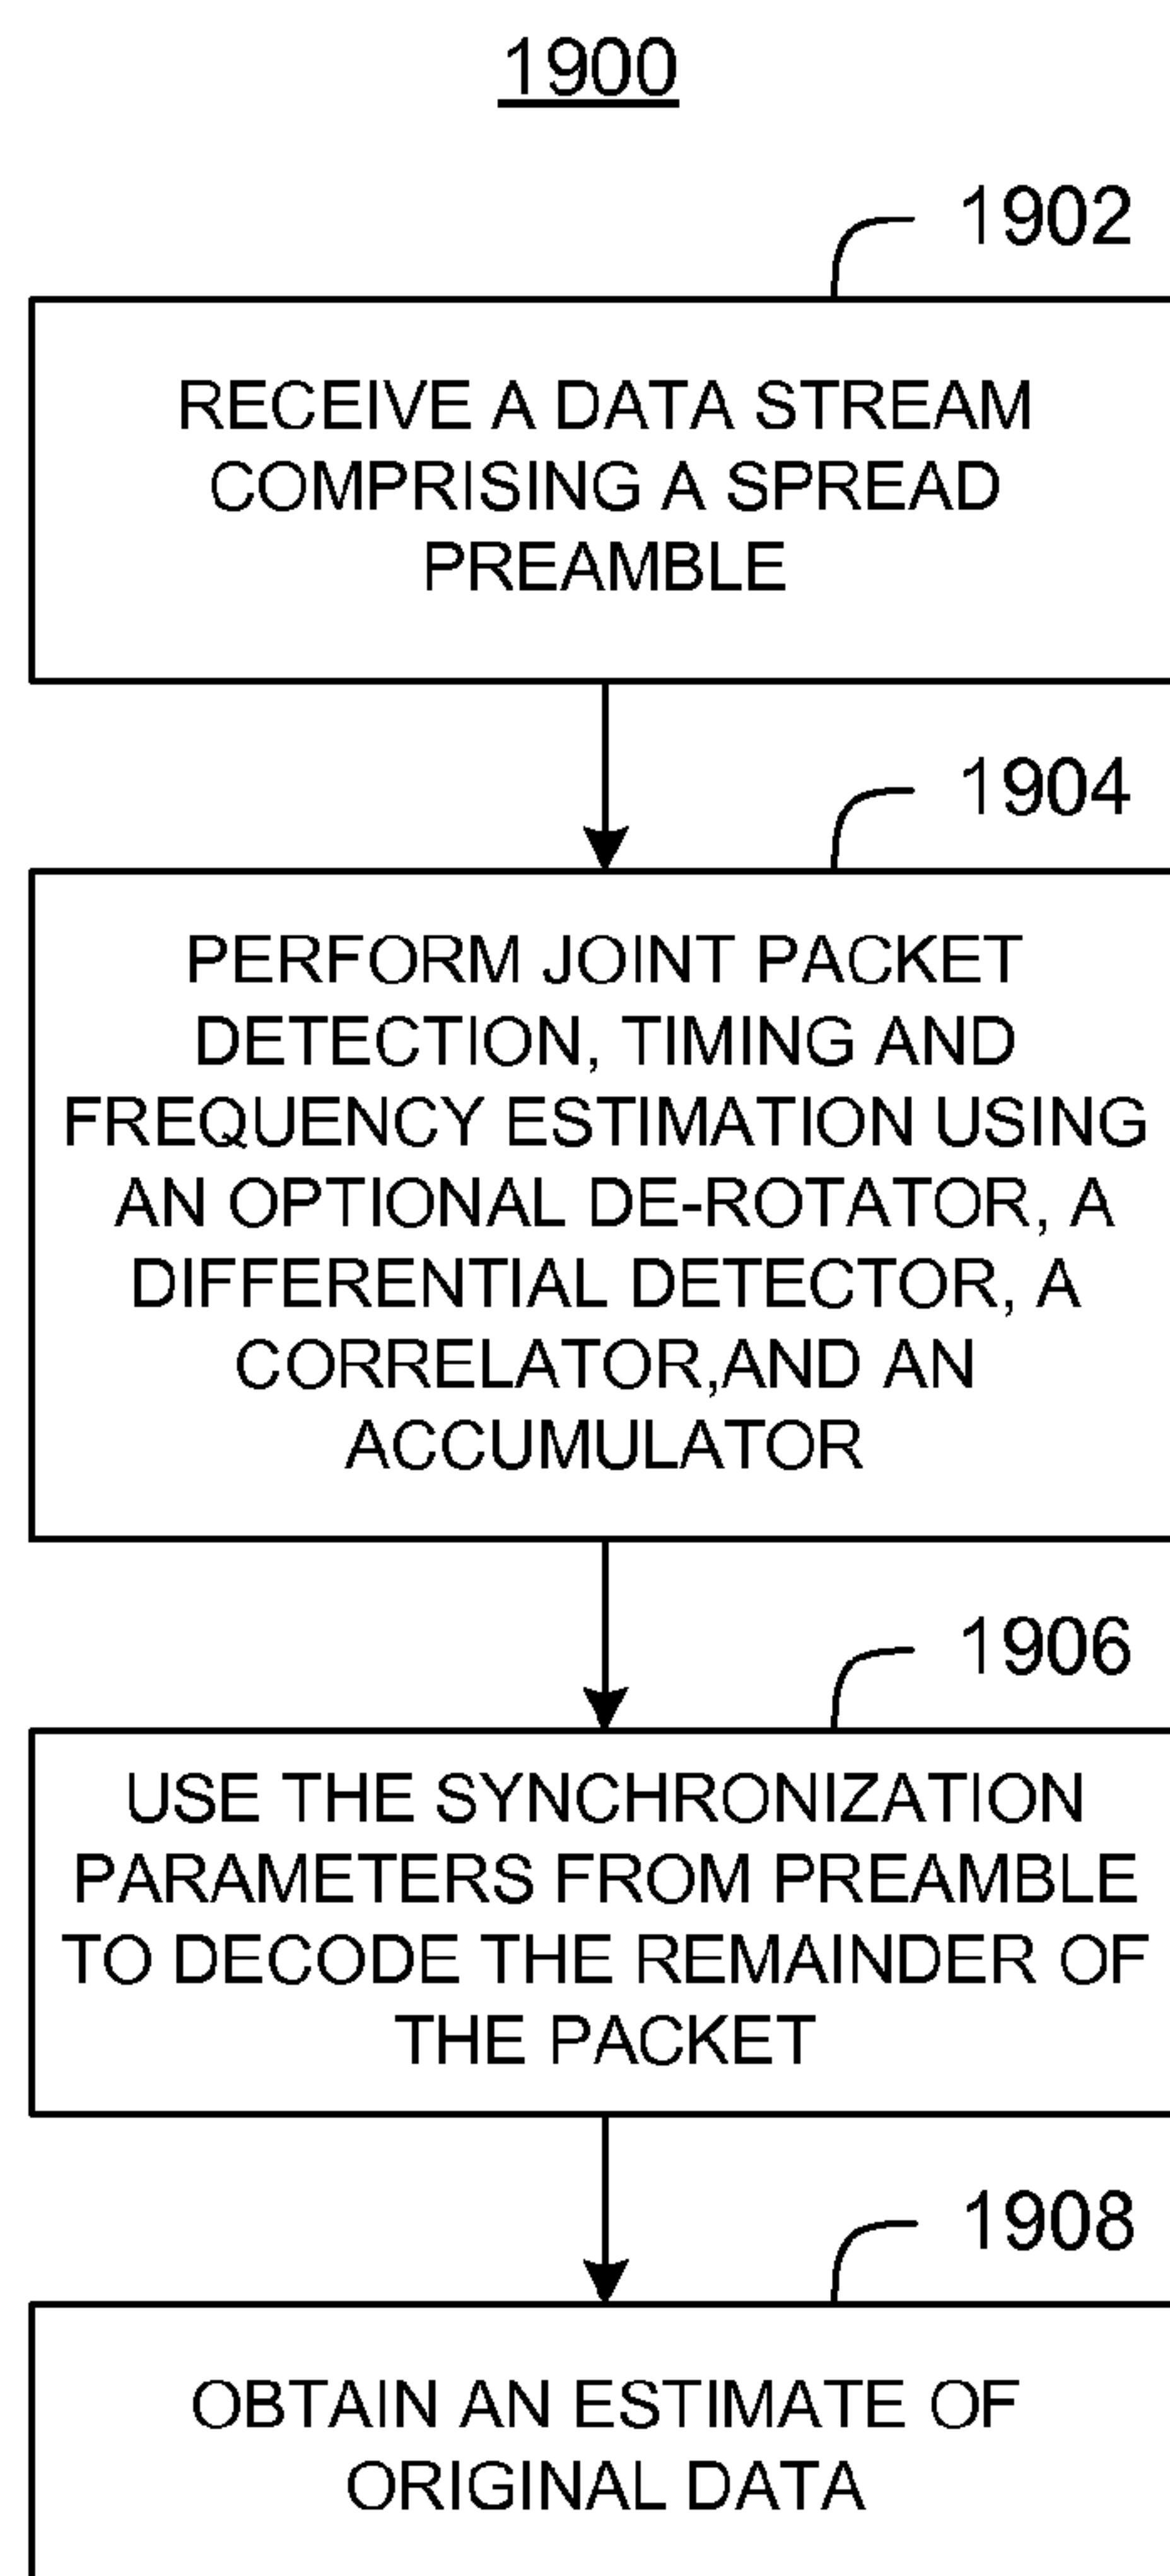 1900
1902
RECEIVE A DATA STREAM
COMPRISING A SPREAD
PREAMBLE
1904
PERFORM JOINT PACKET
DETECTION, TIMING AND
FREQUENCY ESTIMATION USING
AN OPTIONAL DE-ROTATOR, A
DIFFERENTIAL DETECTOR, A
CORRELATOR,AND AN
ACCUMULATOR
1906
USE THE SYNCHRONIZATION
PARAMETERS FROM PREAMBLE
TO DECODE THE REMAINDER OF
THE PACKET
1908
OBTAIN AN ESTIMATE OF
ORIGINAL DATA